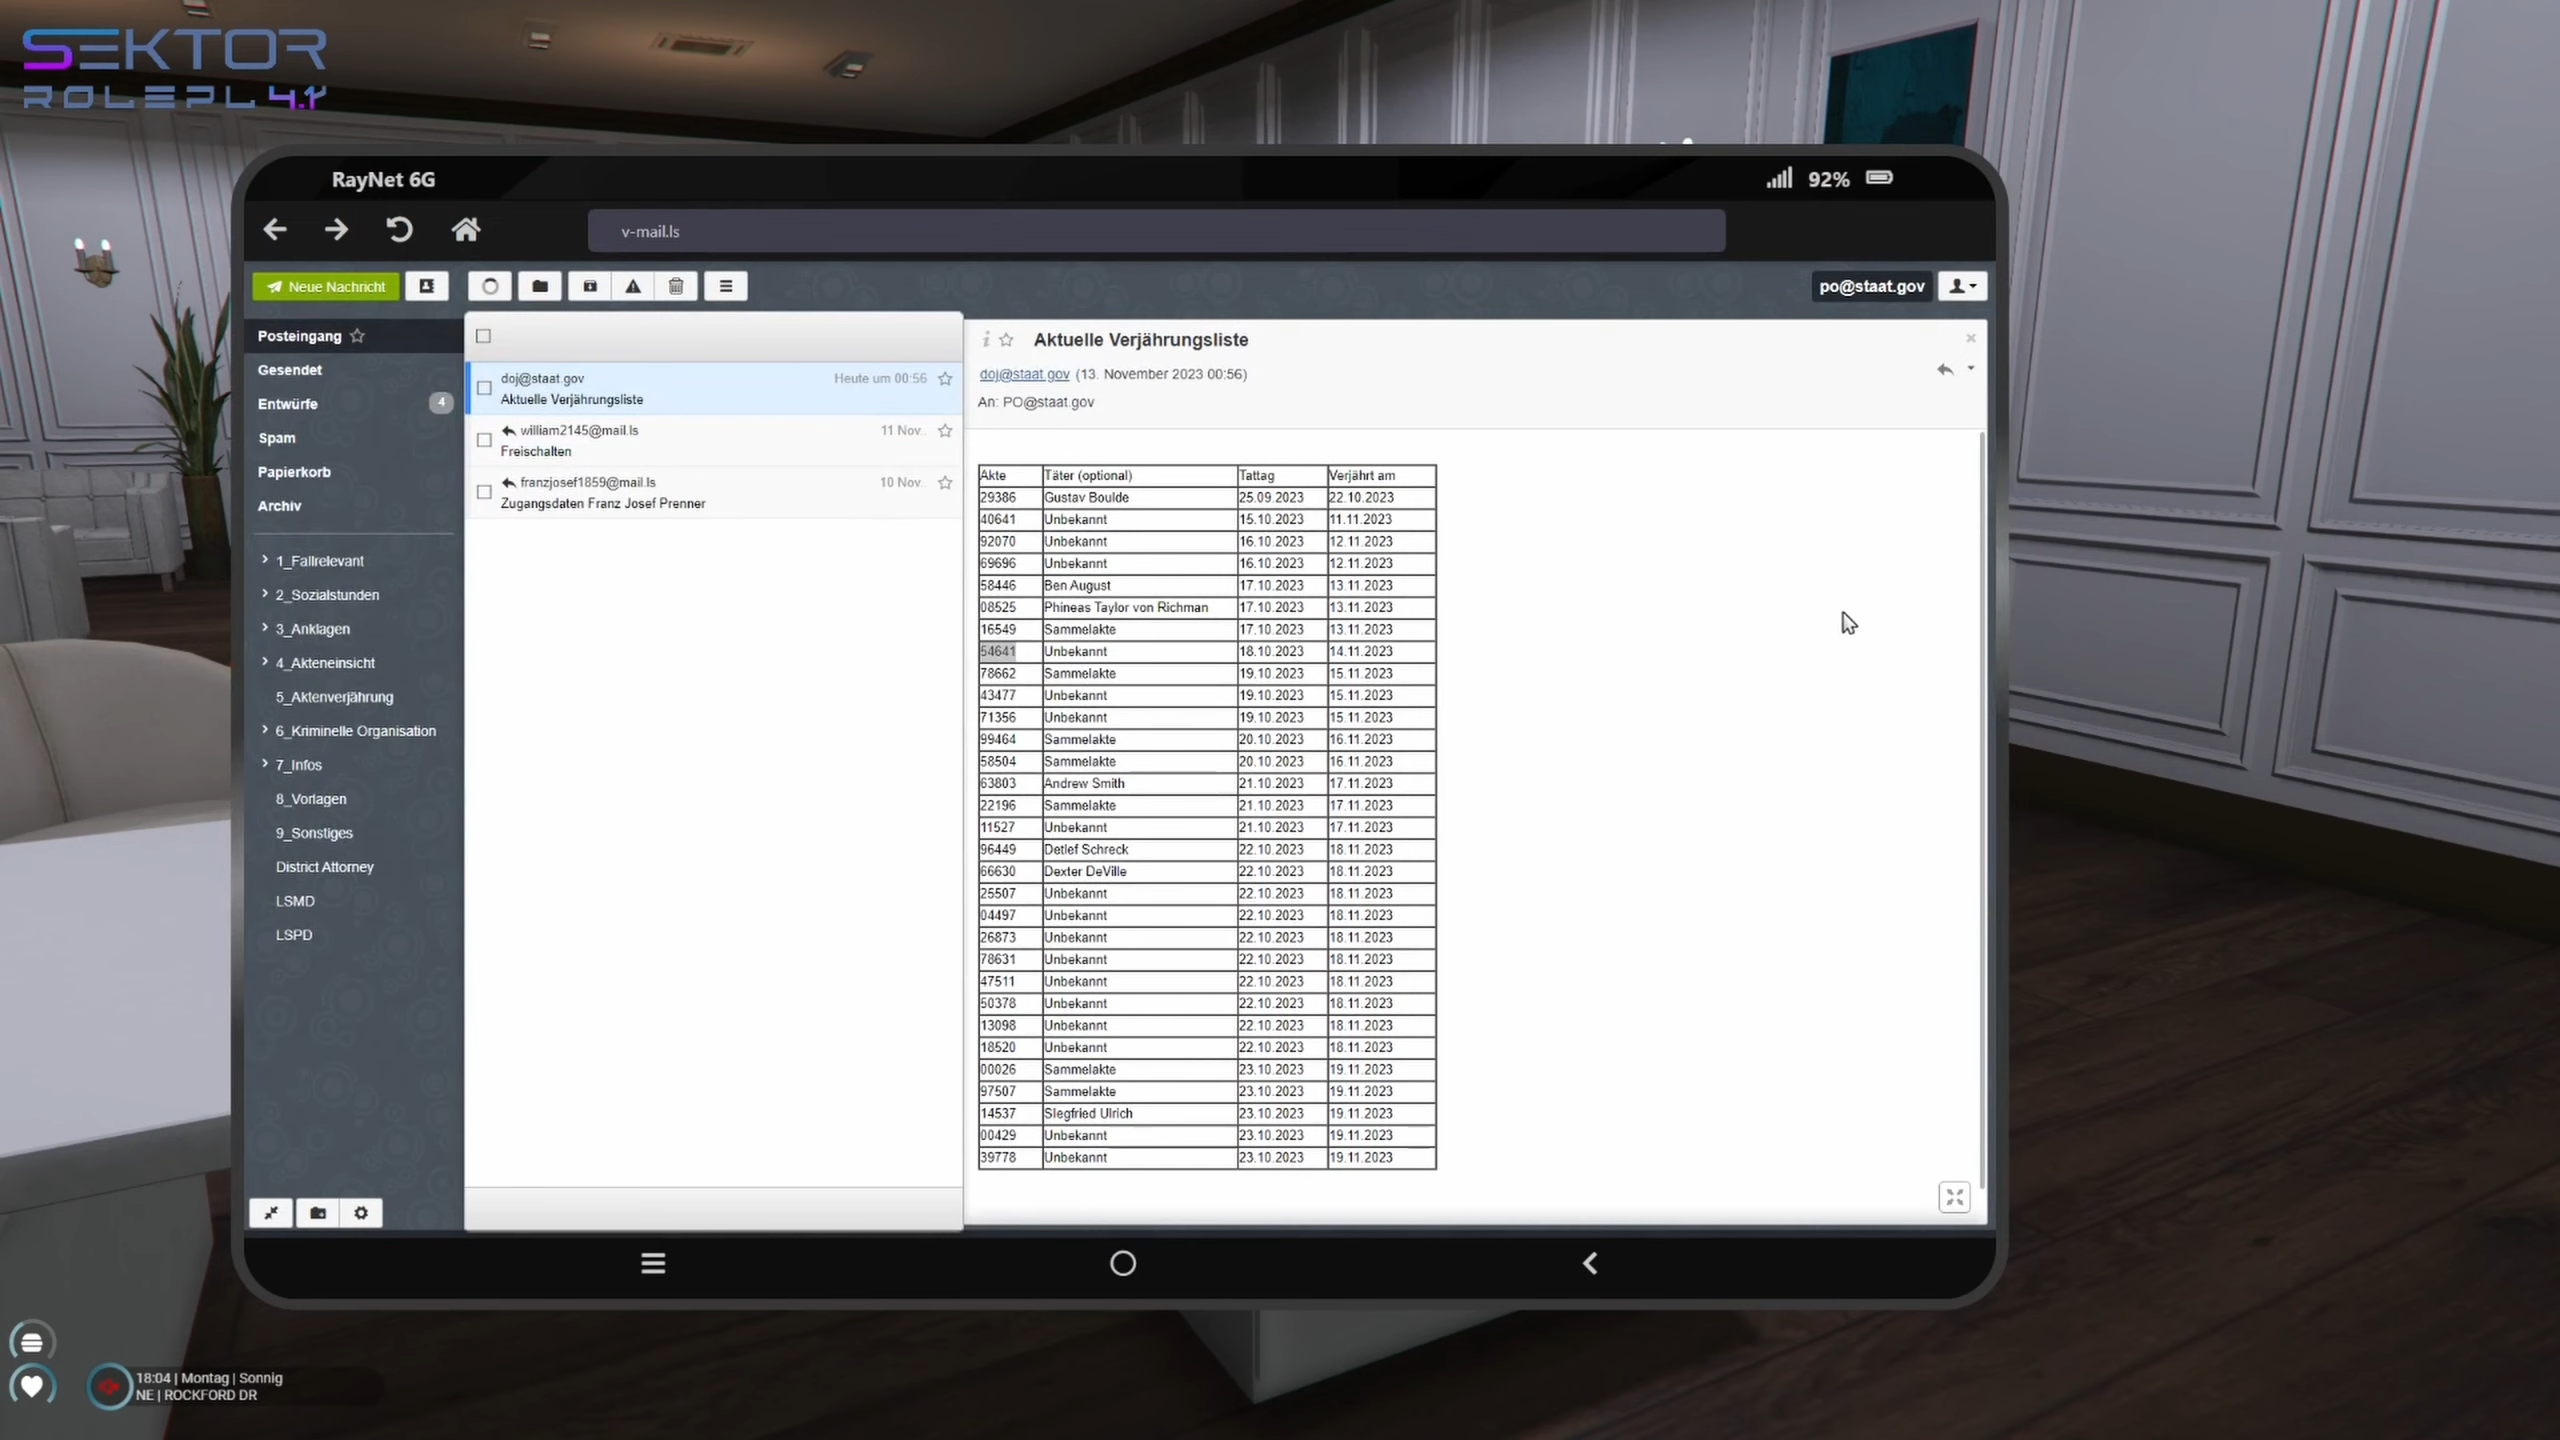 SEKTOR
ROLEPL4.Y
RayNet 6G
92%
v-mail.ls
Neue Nachricht
po@staat.gov
Posteingang
Gesendet
Entwürfe 4
Spam
Papierkorb
Archiv
1_Fallrelevant
2_Sozialstunden
3_Anklagen
4_Akteneinsicht
5_Aktenverjährung
6_Kriminelle Organisation
7_Infos
8_Vorlagen
9_Sonstiges
District Attorney
LSMD
LSPD
doj@staat.gov Heute um 00:56
Aktuelle Verjährungsliste
william2145@mail.ls 11 Nov..
Freischalten
franzjosef1859@mail.ls 10 Nov..
Zugangsdaten Franz Josef Prenner
Aktuelle Verjährungsliste
doj@staat.gov (13. November 2023 00:56)
An: PO@staat.gov
Akte Täter (optional) Tattag Verjährt am
29386 Gustav Boulde 25.09.2023 22.10.2023
40641 Unbekannt 15.10.2023 11.11.2023
92070 Unbekannt 16.10.2023 12.11.2023
69696 Unbekannt 16.10.2023 12.11.2023
58446 Ben August 17.10.2023 13.11.2023
08525 Phineas Taylor von Richman 17.10.2023 13.11.2023
16549 Sammelakte 17.10.2023 13.11.2023
54641 Unbekannt 18.10.2023 14.11.2023
78662 Sammelakte 19.10.2023 15.11.2023
43477 Unbekannt 19.10.2023 15.11.2023
71356 Unbekannt 19.10.2023 15.11.2023
99464 Sammelakte 20.10.2023 16.11.2023
58504 Sammelakte 20.10.2023 16.11.2023
63803 Andrew Smith 21.10.2023 17.11.2023
22196 Sammelakte 21.10.2023 17.11.2023
11527 Unbekannt 21.10.2023 17.11.2023
96449 Detlef Schreck 22.10.2023 18.11.2023
66630 Dexter DeVille 22.10.2023 18.11.2023
25507 Unbekannt 22.10.2023 18.11.2023
04497 Unbekannt 22.10.2023 18.11.2023
26873 Unbekannt 22.10.2023 18.11.2023
78631 Unbekannt 22.10.2023 18.11.2023
47511 Unbekannt 22.10.2023 18.11.2023
50378 Unbekannt 22.10.2023 18.11.2023
13098 Unbekannt 22.10.2023 18.11.2023
18520 Unbekannt 22.10.2023 18.11.2023
00026 Sammelakte 23.10.2023 19.11.2023
97507 Sammelakte 23.10.2023 19.11.2023
14537 Slegfried Ulrich 23.10.2023 19.11.2023
00429 Unbekannt 23.10.2023 19.11.2023
39778 Unbekannt 23.10.2023 19.11.2023
18:04 | Montag | Sonnig
NE | ROCKFORD DR